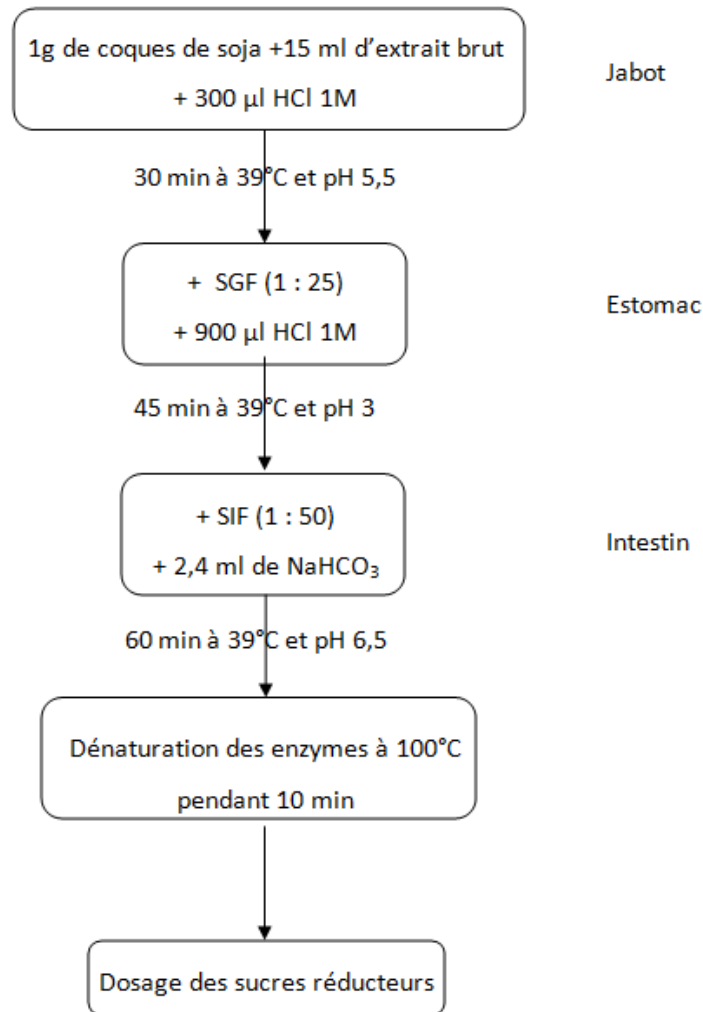 1g de coques de soja +15 ml d'extrait brut
+ 300 µl HCl 1M
Jabot
30 min à 39°C et pH 5,5
+ SGF (1 : 25)
+ 900 µl HCl 1M
Estomac
45 min à 39°C et pH 3
+ SIF (1 : 50)
+ 2,4 ml de NaHCO₃
Intestin
60 min à 39°C et pH 6,5
Dénaturation des enzymes à 100°C
pendant 10 min
Dosage des sucres réducteurs